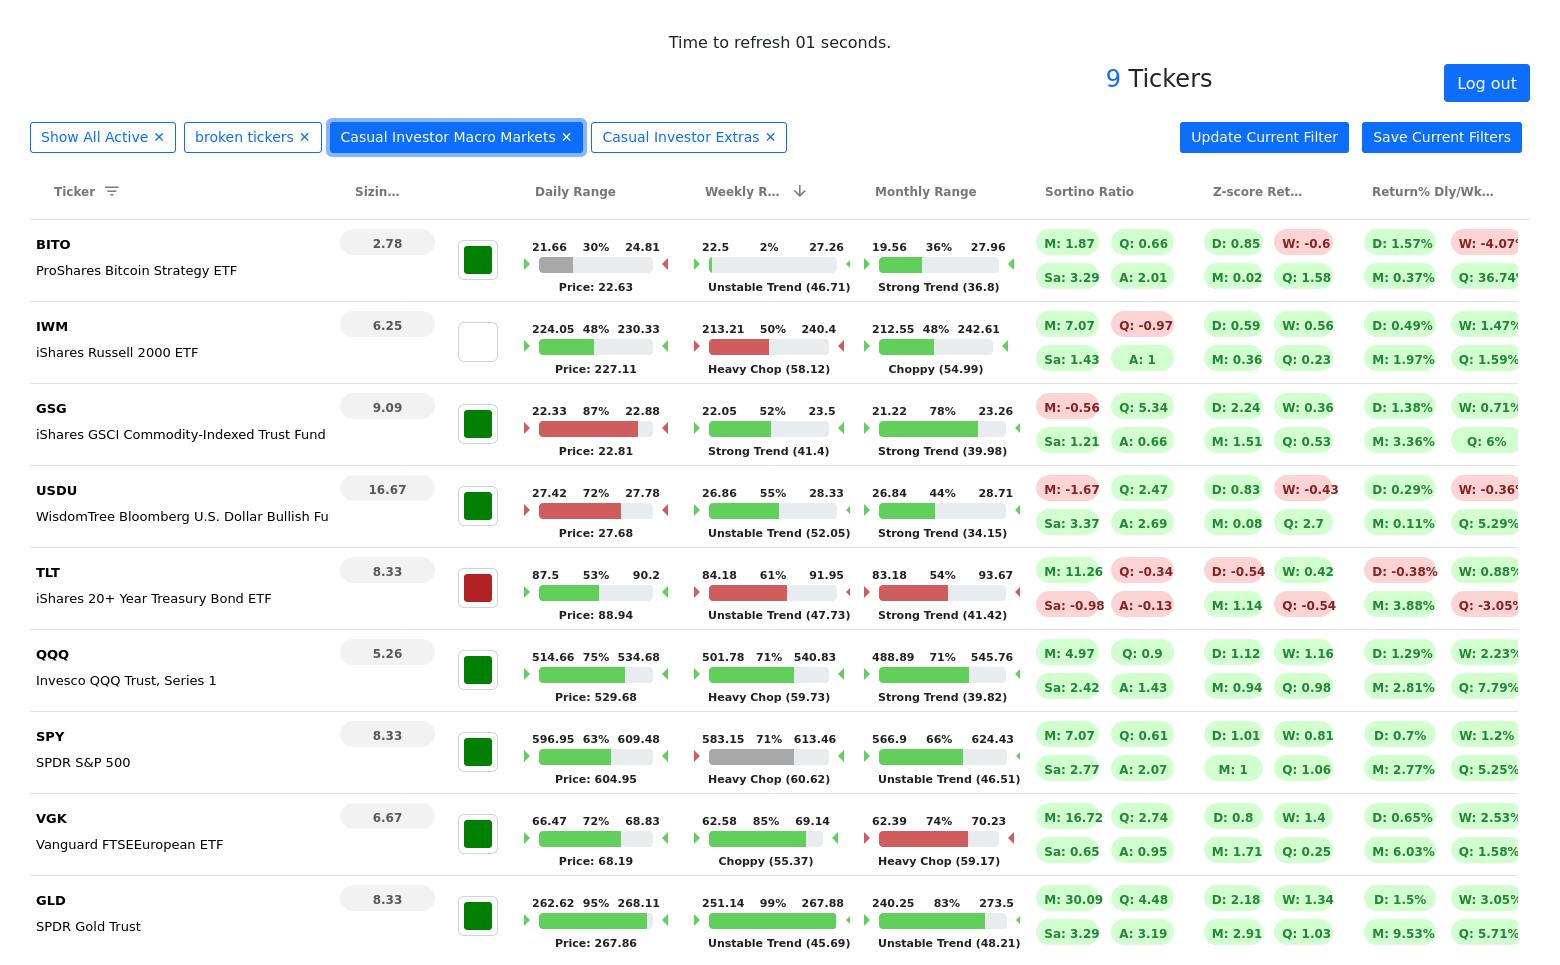 Time to refresh 01 seconds.
9 Tickers
Log out
Show All Active ✕
broken tickers ✕
Casual Investor Macro Markets ✕
Casual Investor Extras ✕
Update Current Filter
Save Current Filters
Ticker Sizin… Daily Range Weekly R… Monthly Range Sortino Ratio Z-score Ret… Return% Dly/Wk…
BITO 2.78 21.66 30% 24.81 22.5 2% 27.26 19.56 36% 27.96 M: 1.87 Q: 0.66 D: 0.85 W: -0.6 D: 1.57% W: -4.07%
ProShares Bitcoin Strategy ETF Price: 22.63 Unstable Trend (46.71) Strong Trend (36.8) Sa: 3.29 A: 2.01 M: 0.02 Q: 1.58 M: 0.37% Q: 36.74%
IWM 6.25 224.05 48% 230.33 213.21 50% 240.4 212.55 48% 242.61 M: 7.07 Q: -0.97 D: 0.59 W: 0.56 D: 0.49% W: 1.47%
iShares Russell 2000 ETF Price: 227.11 Heavy Chop (58.12) Choppy (54.99) Sa: 1.43 A: 1 M: 0.36 Q: 0.23 M: 1.97% Q: 1.59%
GSG 9.09 22.33 87% 22.88 22.05 52% 23.5 21.22 78% 23.26 M: -0.56 Q: 5.34 D: 2.24 W: 0.36 D: 1.38% W: 0.71%
iShares GSCI Commodity-Indexed Trust Fund Price: 22.81 Strong Trend (41.4) Strong Trend (39.98) Sa: 1.21 A: 0.66 M: 1.51 Q: 0.53 M: 3.36% Q: 6%
USDU 16.67 27.42 72% 27.78 26.86 55% 28.33 26.84 44% 28.71 M: -1.67 Q: 2.47 D: 0.83 W: -0.43 D: 0.29% W: -0.36%
WisdomTree Bloomberg U.S. Dollar Bullish Fu Price: 27.68 Unstable Trend (52.05) Strong Trend (34.15) Sa: 3.37 A: 2.69 M: 0.08 Q: 2.7 M: 0.11% Q: 5.29%
TLT 8.33 87.5 53% 90.2 84.18 61% 91.95 83.18 54% 93.67 M: 11.26 Q: -0.34 D: -0.54 W: 0.42 D: -0.38% W: 0.88%
iShares 20+ Year Treasury Bond ETF Price: 88.94 Unstable Trend (47.73) Strong Trend (41.42) Sa: -0.98 A: -0.13 M: 1.14 Q: -0.54 M: 3.88% Q: -3.05%
QQQ 5.26 514.66 75% 534.68 501.78 71% 540.83 488.89 71% 545.76 M: 4.97 Q: 0.9 D: 1.12 W: 1.16 D: 1.29% W: 2.23%
Invesco QQQ Trust, Series 1 Price: 529.68 Heavy Chop (59.73) Strong Trend (39.82) Sa: 2.42 A: 1.43 M: 0.94 Q: 0.98 M: 2.81% Q: 7.79%
SPY 8.33 596.95 63% 609.48 583.15 71% 613.46 566.9 66% 624.43 M: 7.07 Q: 0.61 D: 1.01 W: 0.81 D: 0.7% W: 1.2%
SPDR S&P 500 Price: 604.95 Heavy Chop (60.62) Unstable Trend (46.51) Sa: 2.77 A: 2.07 M: 1 Q: 1.06 M: 2.77% Q: 5.25%
VGK 6.67 66.47 72% 68.83 62.58 85% 69.14 62.39 74% 70.23 M: 16.72 Q: 2.74 D: 0.8 W: 1.4 D: 0.65% W: 2.53%
Vanguard FTSEEuropean ETF Price: 68.19 Choppy (55.37) Heavy Chop (59.17) Sa: 0.65 A: 0.95 M: 1.71 Q: 0.25 M: 6.03% Q: 1.58%
GLD 8.33 262.62 95% 268.11 251.14 99% 267.88 240.25 83% 273.5 M: 30.09 Q: 4.48 D: 2.18 W: 1.34 D: 1.5% W: 3.05%
SPDR Gold Trust Price: 267.86 Unstable Trend (45.69) Unstable Trend (48.21) Sa: 3.29 A: 3.19 M: 2.91 Q: 1.03 M: 9.53% Q: 5.71%